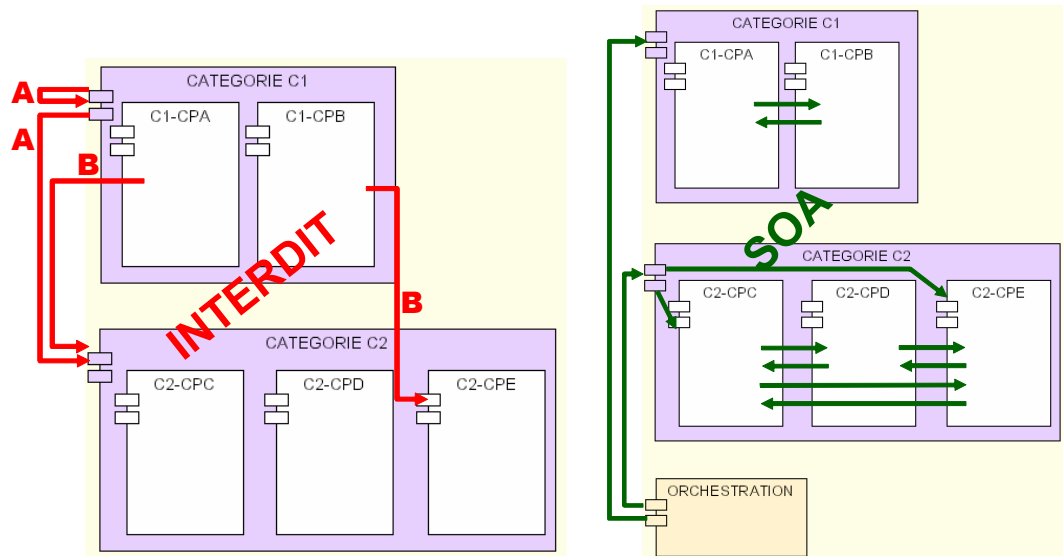 CATEGORIE C1
A
C1-CPA
C1-CPB
A
B
INTERDIT
B
CATEGORIE C2
C2-CPC
C2-CPD
C2-CPE
CATEGORIE C1
C1-CPA
C1-CPB
SOA
CATEGORIE C2
C2-CPC
C2-CPD
C2-CPE
ORCHESTRATION